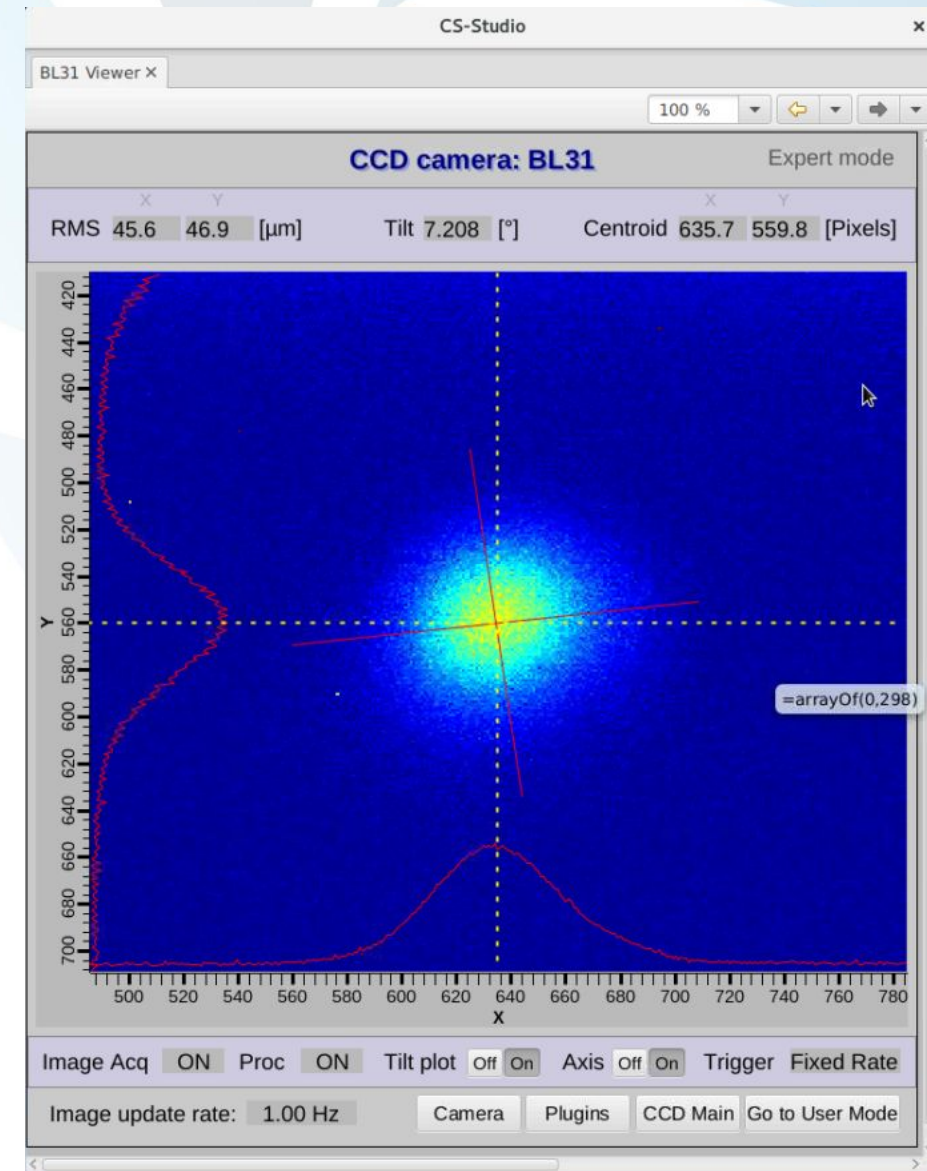 CS-Studio ×
BL31 Viewer ×
100 %
CCD camera: BL31 Expert mode
X Y X Y
RMS 45.6 46.9 [µm] Tilt 7.208 [°] Centroid 635.7 559.8 [Pixels]
420
440
460
480
500
520
540
560
580
600
620
640
660
680
700
Y
=arrayOf(0,298)
500 520 540 560 580 600 620 640 660 680 700 720 740 760 780
X
Image Acq ON Proc ON Tilt plot Off On Axis Off On Trigger Fixed Rate
Image update rate: 1.00 Hz Camera Plugins CCD Main Go to User Mode